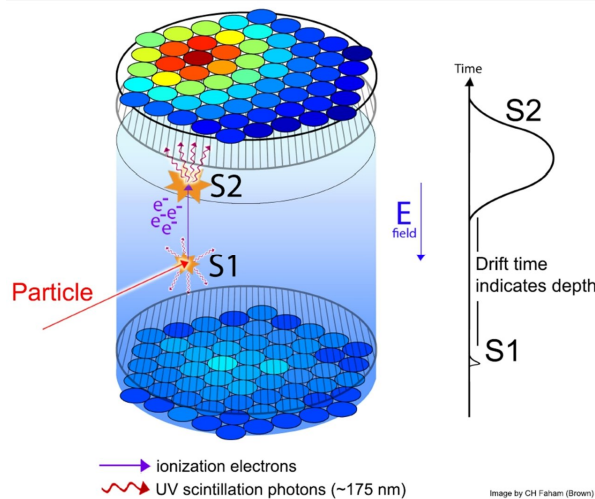 Time
S2
S2
e-
e- e-
e-
E
field
Drift time
indicates depth
S1
Particle
S1
ionization electrons
UV scintillation photons (~175 nm)
Image by CH Faham (Brown)